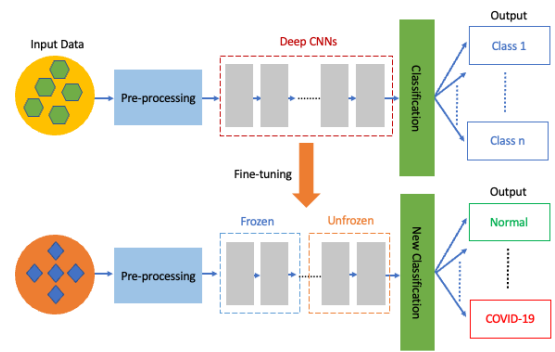 Output
Input Data
Deep CNNs
Class 1
Pre-processing
Classification
Class n
Fine-tuning
Output
Frozen
Unfrozen
Normal
Pre-processing
New Classification
COVID-19